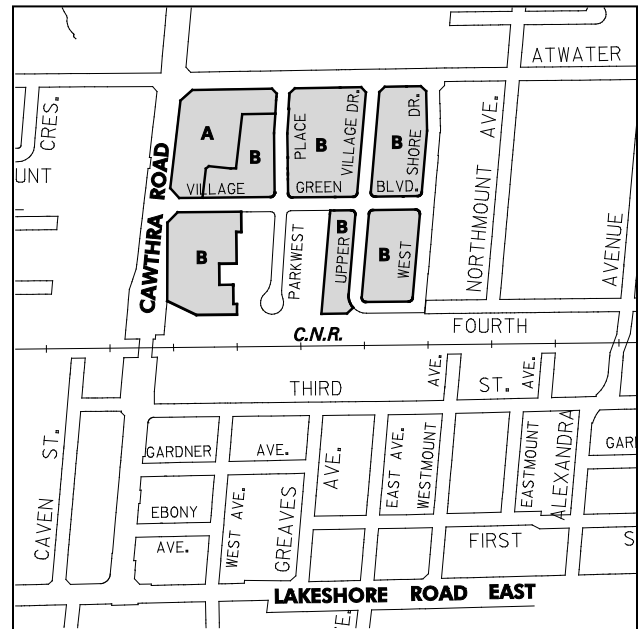 ATWATER
CRES.
UNT
CAWTHRA ROAD
A
B
VILLAGE
PLACE
B
GREEN
VILLAGE DR.
B
SHORE DR.
BLVD.
NORTHMOUNT AVE.
AVENUE
B
PARKWEST
B
UPPER
B
WEST
C.N.R.
FOURTH
THIRD ST.
AVE.
AVE.
CAVEN ST.
GARDNER AVE.
AVE.
EAST AVE.
WESTMOUNT
EASTMOUNT
ALEXANDRA
GAR
EBONY
AVE.
WEST AVE.
GREAVES
FIRST
S
LAKESHORE ROAD EAST
VE.